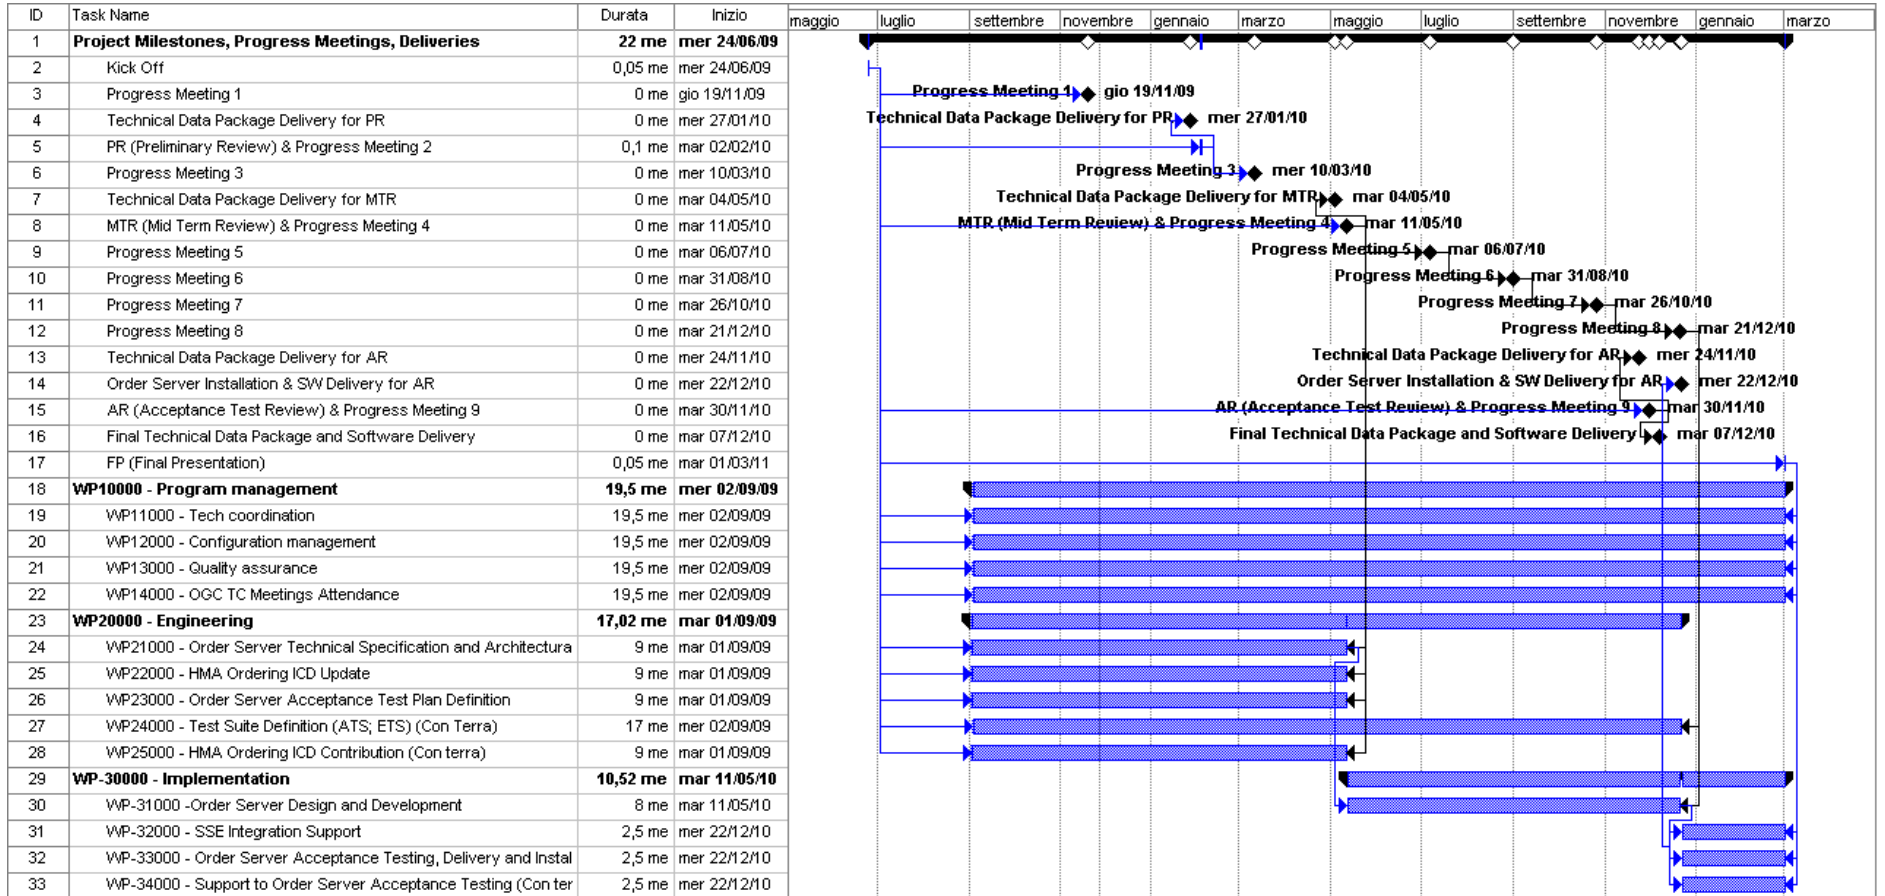 ID Task Name Durata Inizio maggio luglio settembre novembre gennaio marzo maggio luglio settembre novembre gennaio marzo
1 Project Milestones, Progress Meetings, Deliveries 22 me mer 24/06/09
2 Kick Off 0,05 me mer 24/06/09
3 Progress Meeting 1 0 me gio 19/11/09 Progress Meeting 1 gio 19/11/09
4 Technical Data Package Delivery for PR 0 me mer 27/01/10 Technical Data Package Delivery for PR mer 27/01/10
5 PR (Preliminary Review) & Progress Meeting 2 0,1 me mar 02/02/10
6 Progress Meeting 3 0 me mer 10/03/10 Progress Meeting 3 mer 10/03/10
7 Technical Data Package Delivery for MTR 0 me mar 04/05/10 Technical Data Package Delivery for MTR mar 04/05/10
8 MTR (Mid Term Review) & Progress Meeting 4 0 me mar 11/05/10 MTR (Mid Term Review) & Progress Meeting 4 mar 11/05/10
9 Progress Meeting 5 0 me mar 06/07/10 Progress Meeting 5 mar 06/07/10
10 Progress Meeting 6 0 me mar 31/08/10 Progress Meeting 6 mar 31/08/10
11 Progress Meeting 7 0 me mar 26/10/10 Progress Meeting 7 mar 26/10/10
12 Progress Meeting 8 0 me mar 21/12/10 Progress Meeting 8 mar 21/12/10
13 Technical Data Package Delivery for AR 0 me mer 24/11/10 Technical Data Package Delivery for AR mer 24/11/10
14 Order Server Installation & SW Delivery for AR 0 me mer 22/12/10 Order Server Installation & SW Delivery for AR mer 22/12/10
15 AR (Acceptance Test Review) & Progress Meeting 9 0 me mar 30/11/10 AR (Acceptance Test Review) & Progress Meeting 9 mar 30/11/10
16 Final Technical Data Package and Software Delivery 0 me mar 07/12/10 Final Technical Data Package and Software Delivery mar 07/12/10
17 FP (Final Presentation) 0,05 me mar 01/03/11
18 WP10000 - Program management 19,5 me mer 02/09/09
19 WP11000 - Tech coordination 19,5 me mer 02/09/09
20 WP12000 - Configuration management 19,5 me mer 02/09/09
21 WP13000 - Quality assurance 19,5 me mer 02/09/09
22 WP14000 - OGC TC Meetings Attendance 19,5 me mer 02/09/09
23 WP20000 - Engineering 17,02 me mar 01/09/09
24 WP21000 - Order Server Technical Specification and Architectura 9 me mar 01/09/09
25 WP22000 - HMA Ordering ICD Update 9 me mar 01/09/09
26 WP23000 - Order Server Acceptance Test Plan Definition 9 me mar 01/09/09
27 WP24000 - Test Suite Definition (ATS; ETS) (Con Terra) 17 me mer 02/09/09
28 WP25000 - HMA Ordering ICD Contribution (Con terra) 9 me mar 01/09/09
29 WP-30000 - Implementation 10,52 me mar 11/05/10
30 WP-31000 -Order Server Design and Development 8 me mar 11/05/10
31 WP-32000 - SSE Integration Support 2,5 me mer 22/12/10
32 WP-33000 - Order Server Acceptance Testing, Delivery and Instal 2,5 me mer 22/12/10
33 WP-34000 - Support to Order Server Acceptance Testing (Con ter 2,5 me mer 22/12/10